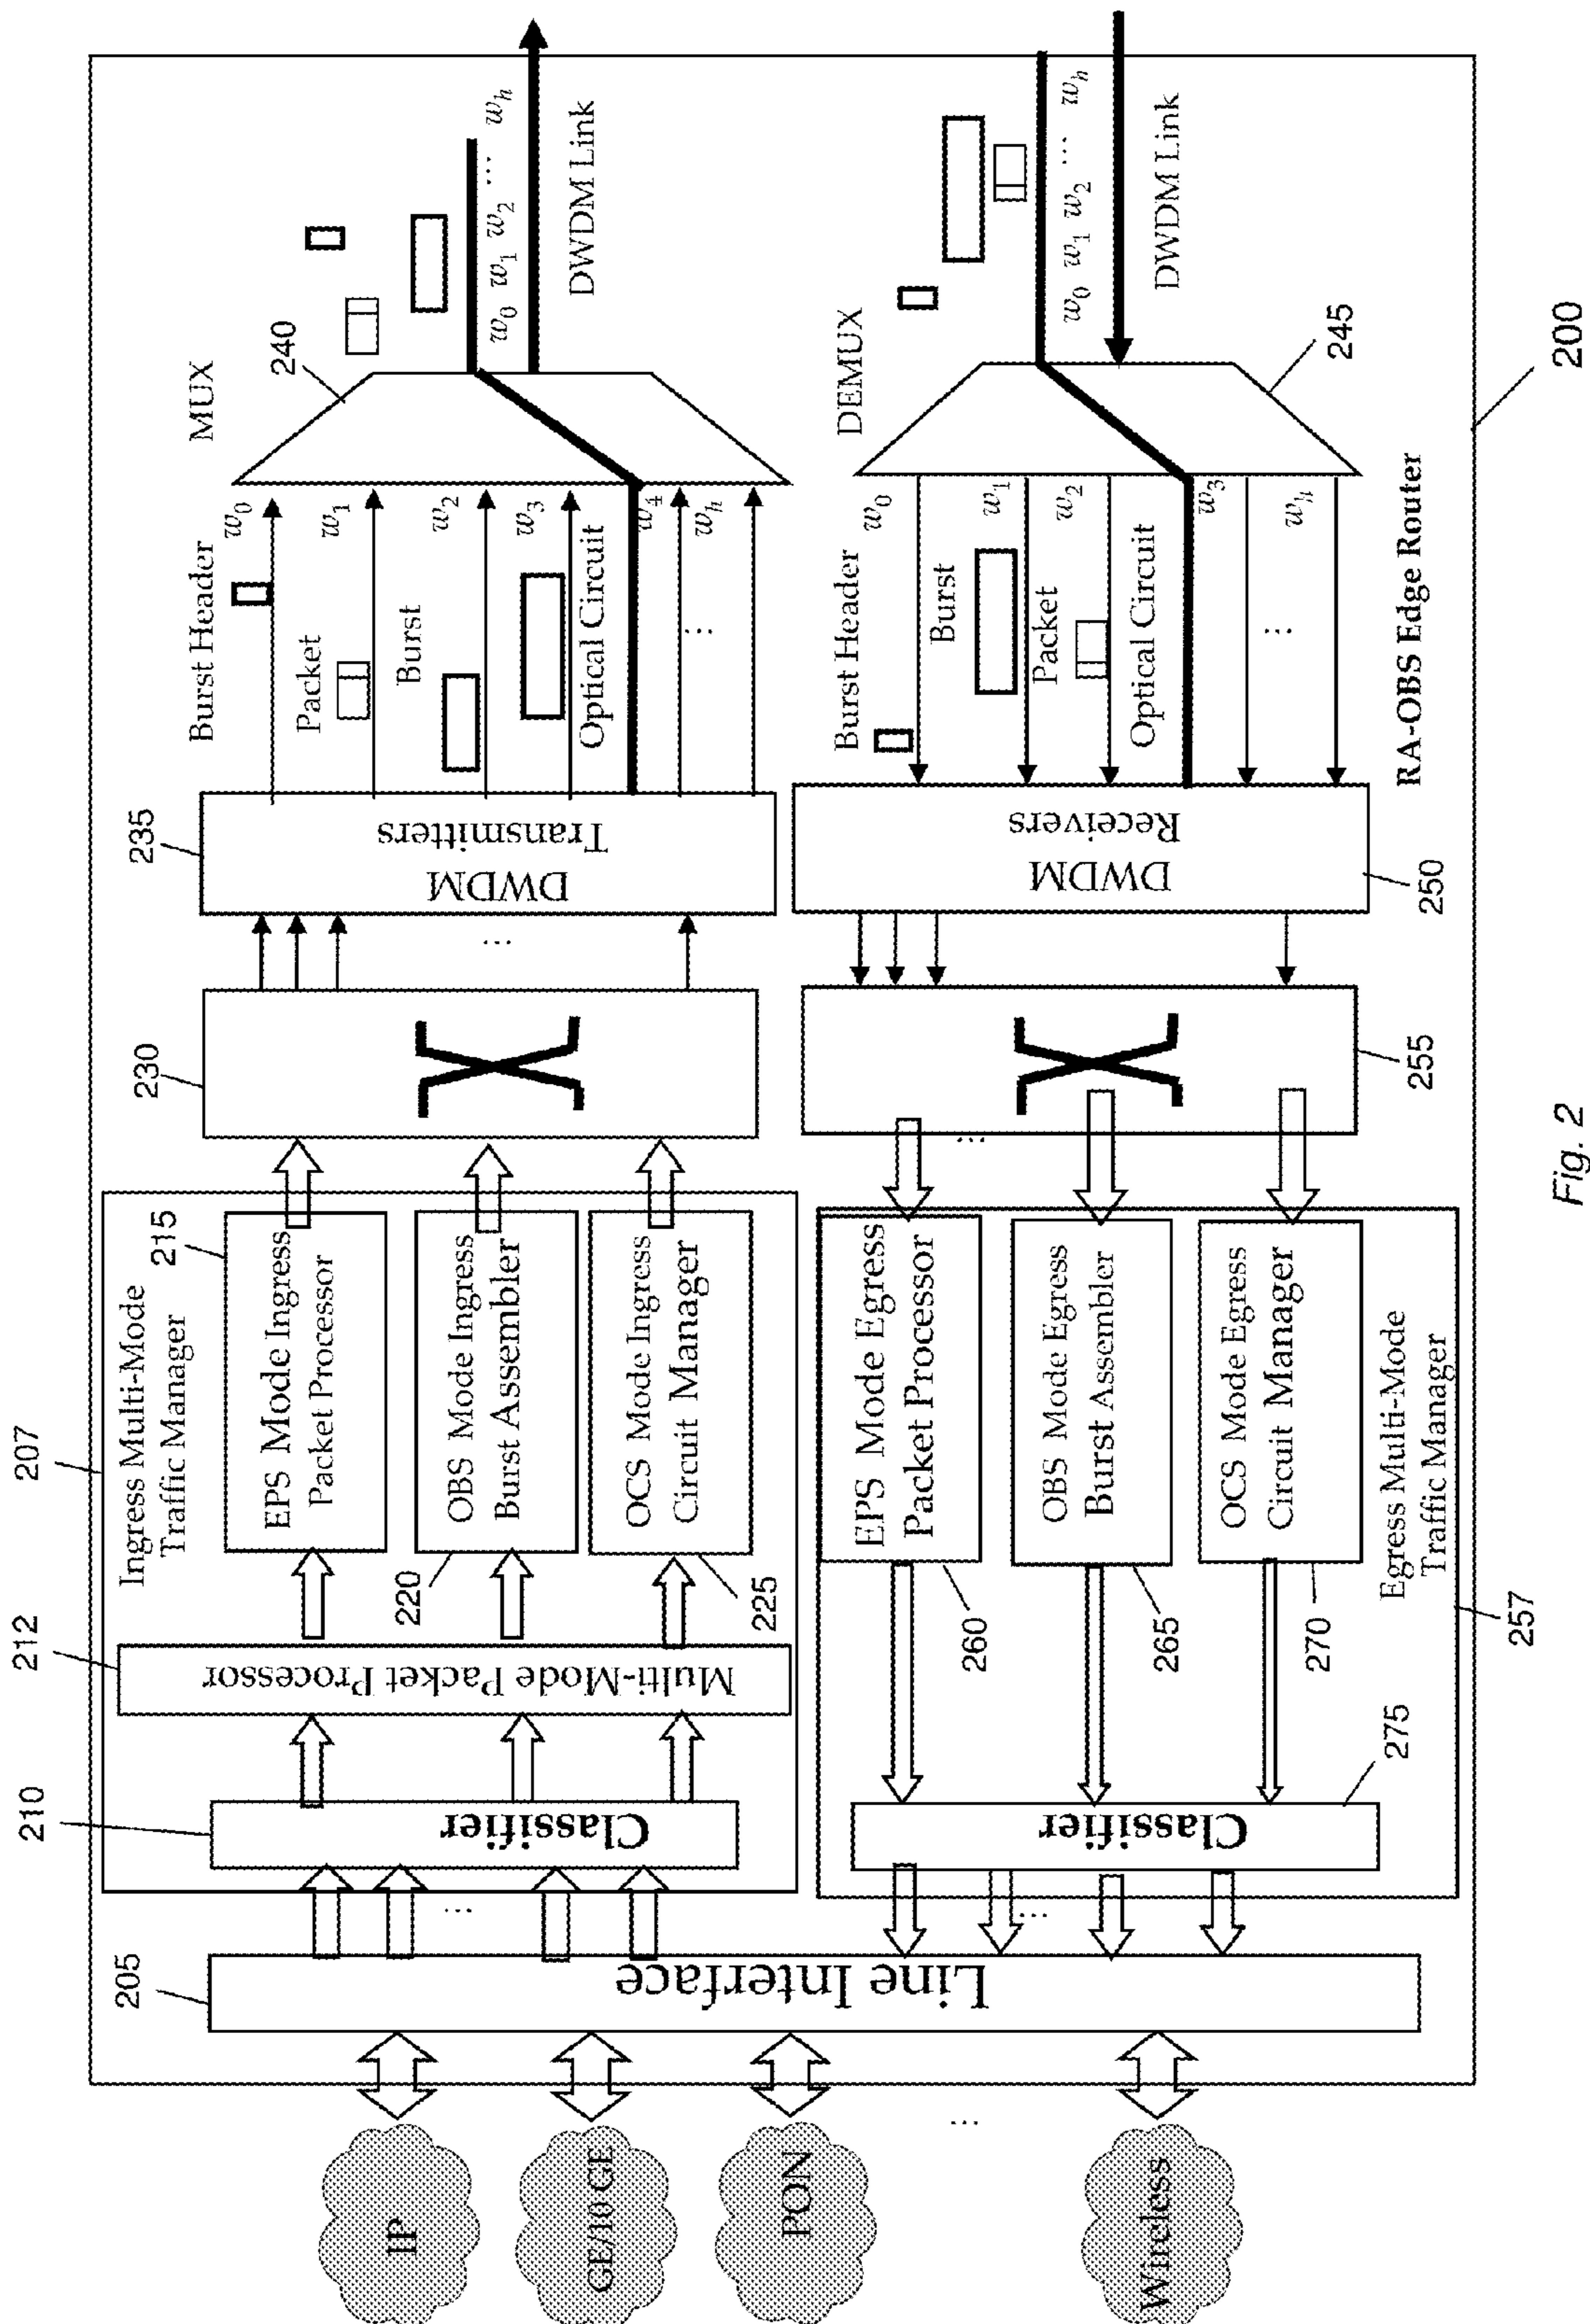 207
Ingress Multi-Mode
Traffic Manager
205
210
212
215
230
235
IP
GE/10 GE
PON
...
Wireless
Line Interface
...
Classifier
Multi-Mode Packet Processor
EPS Mode Ingress
Packet Processor
220
OBS Mode Ingress
Burst Assembler
OCS Mode Ingress
Circuit Manager
225
...
DWDM
Transmitters
Burst Header
w0
Packet
w1
Burst
w2
w3
Optical Circuit
w4
...
wh
MUX
240
w0 w1 w2 ... wh
DWDM Link
...
Classifier
275
EPS Mode Egress
Packet Processor
260
OBS Mode Egress
Burst Assembler
265
OCS Mode Egress
Circuit Manager
270
Egress Multi-Mode
Traffic Manager
257
...
255
DWDM
Receivers
250
Burst Header
w0
Burst
w1
Packet
w2
Optical Circuit
w3
...
wh
DEMUX
245
w0 w1 w2 ... wh
DWDM Link
RA-OBS Edge Router
200
Fig. 2